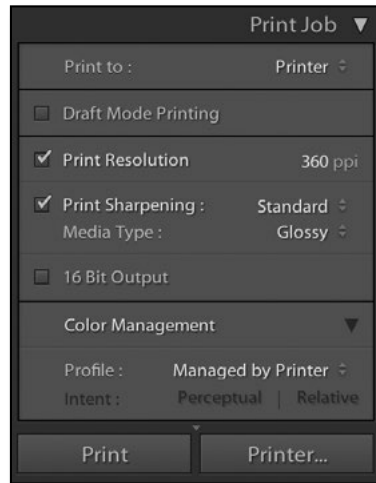 Print Job
Print to : Printer
Draft Mode Printing
Print Resolution 360 ppi
Print Sharpening : Standard
Media Type : Glossy
16 Bit Output
Color Management
Profile : Managed by Printer
Intent : Perceptual | Relative
Print Printer...